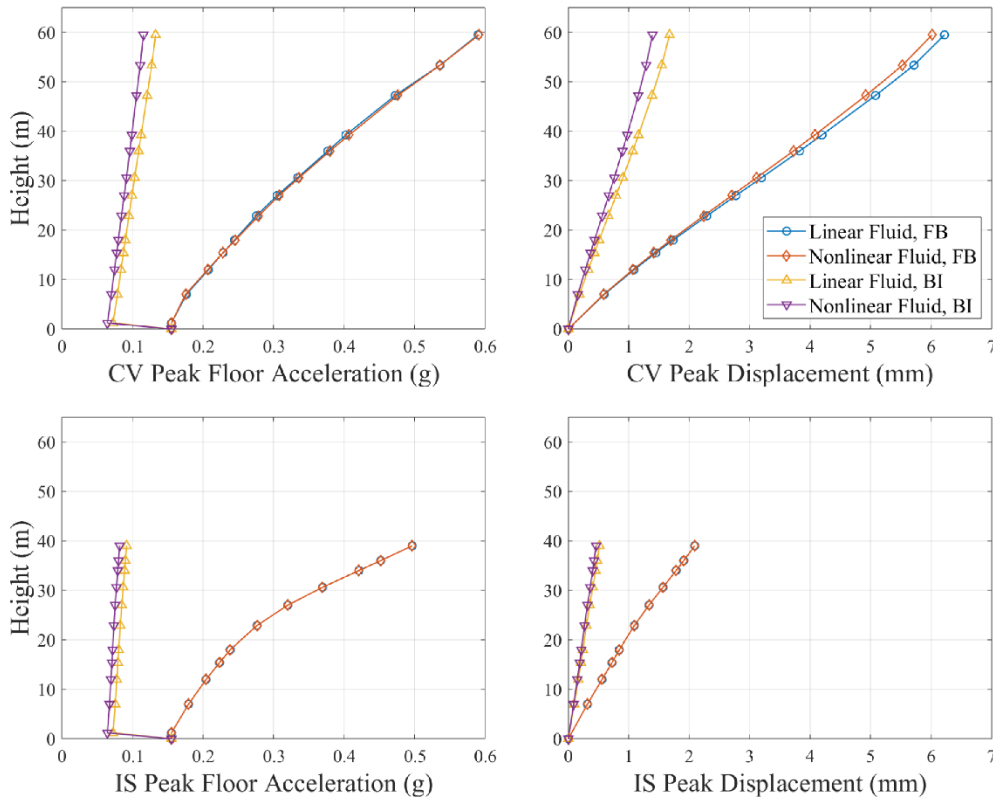 60
50
40
30
20
10
0
Height (m)
0 0.1 0.2 0.3 0.4 0.5 0.6
CV Peak Floor Acceleration (g)
60
50
40
30
20
10
0
Linear Fluid, FB
Nonlinear Fluid, FB
Linear Fluid, BI
Nonlinear Fluid, BI
0 1 2 3 4 5 6 7
CV Peak Displacement (mm)
60
50
40
30
20
10
0
Height (m)
0 0.1 0.2 0.3 0.4 0.5 0.6
IS Peak Floor Acceleration (g)
60
50
40
30
20
10
0
0 1 2 3 4 5 6 7
IS Peak Displacement (mm)